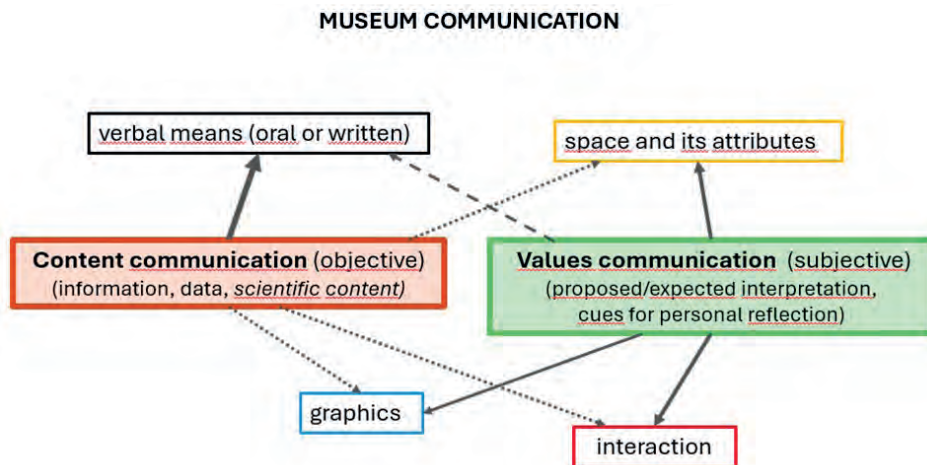 MUSEUM COMMUNICATION
verbal means (oral or written)
space and its attributes
Content communication (objective)
(information, data, scientific content)
Values communication (subjective)
(proposed/expected interpretation,
cues for personal reflection)
graphics
interaction